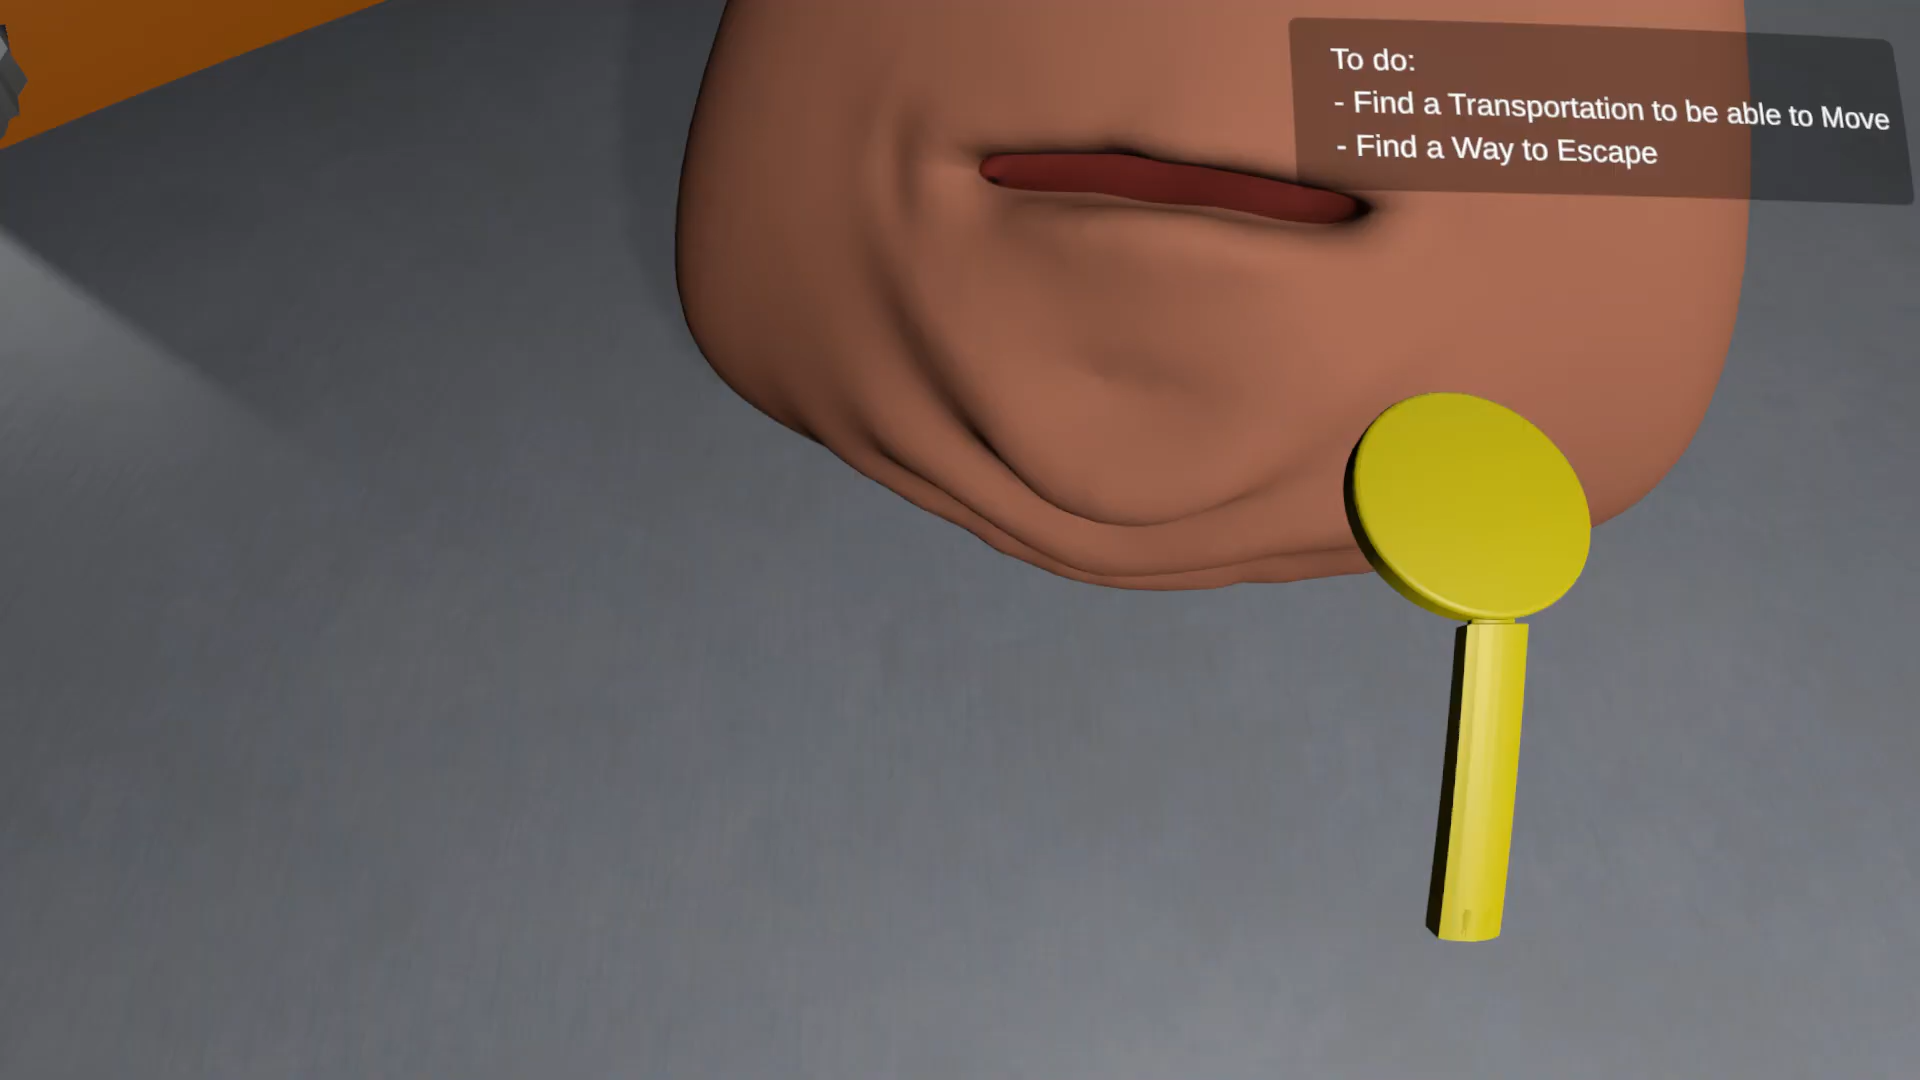 To do:
- Find a Transportation to be able to Move
- Find a Way to Escape